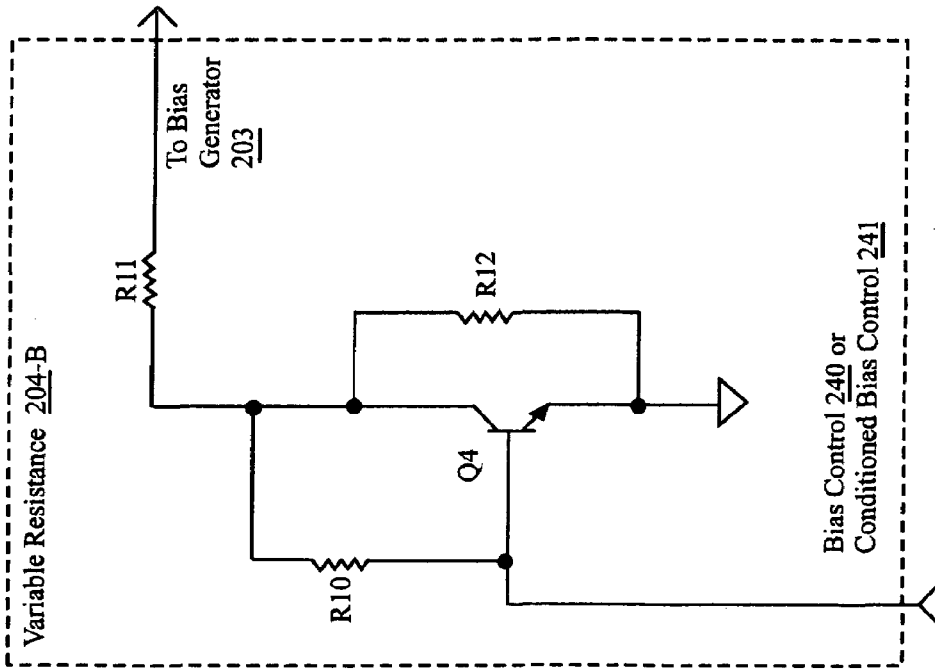 Variable Resistance 204-B
R11
To Bias
Generator
203
R12
Q4
R10
Bias Control 240 or
Conditioned Bias Control 241